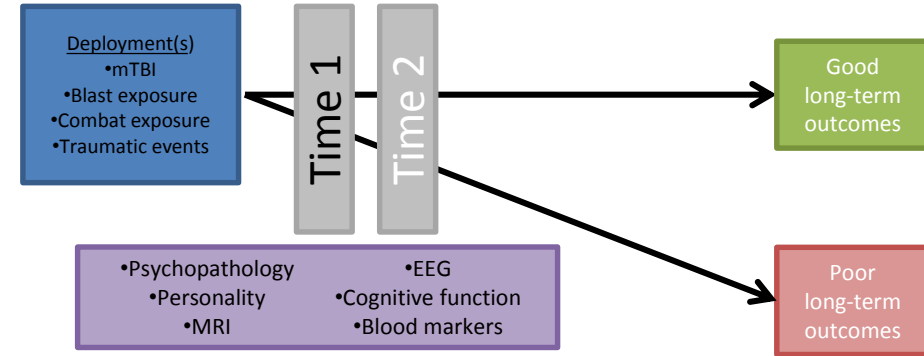 Deployment(s)
•mTBI
•Blast exposure
•Combat exposure
•Traumatic events
Time 1
Time 2
Good
long-term
outcomes
•Psychopathology
•Personality
•MRI
•EEG
•Cognitive function
•Blood markers
Poor
long-term
outcomes